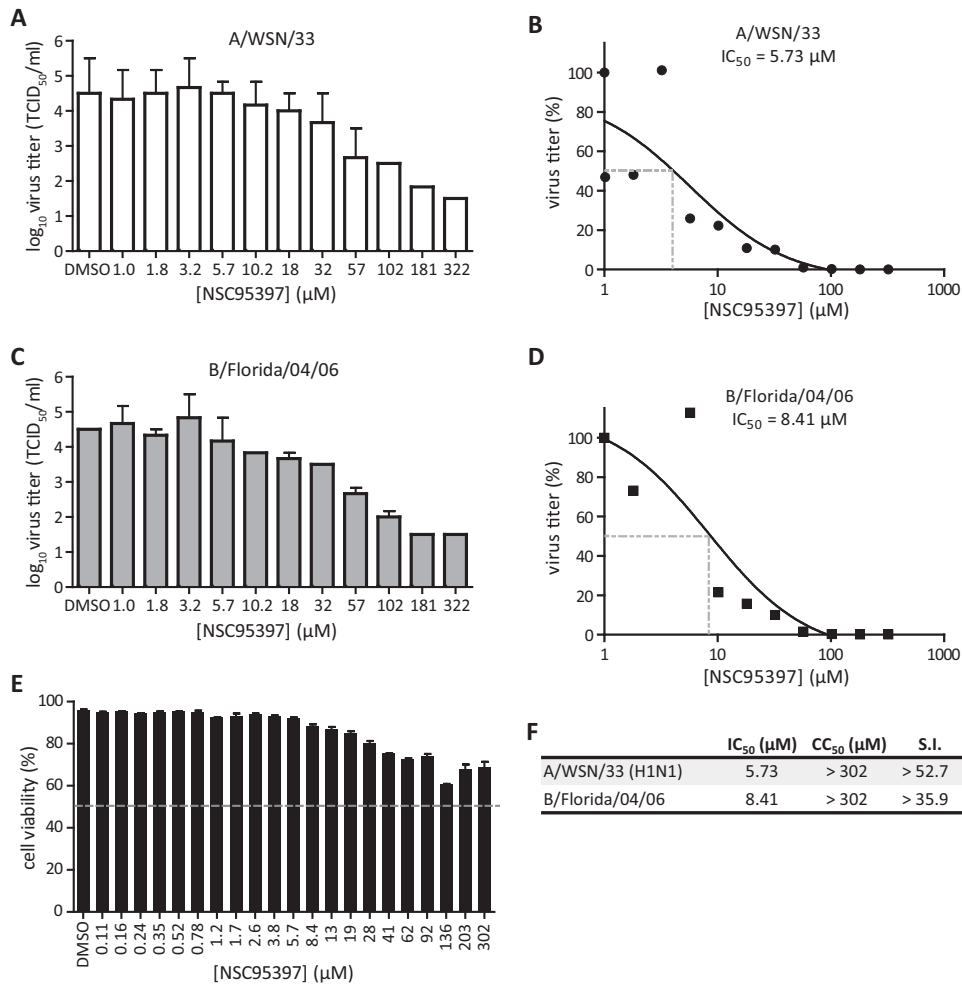 A
A/WSN/33
log10 virus titer (TCID50/ml)
6
5
4
3
2
1
0
DMSO 1.0 1.8 3.2 5.7 10.2 18 32 57 102 181 322
[NSC95397] (µM)
B
A/WSN/33
IC50 = 5.73 µM
virus titer (%)
100
80
60
40
20
0
1 10 100 1000
[NSC95397] (µM)
C
B/Florida/04/06
log10 virus titer (TCID50/ml)
6
5
4
3
2
1
0
DMSO 1.0 1.8 3.2 5.7 10.2 18 32 57 102 181 322
[NSC95397] (µM)
D
B/Florida/04/06
IC50 = 8.41 µM
virus titer (%)
100
80
60
40
20
0
1 10 100 1000
[NSC95397] (µM)
E
cell viability (%)
100
80
60
40
20
0
DMSO 0.11 0.16 0.24 0.35 0.52 0.78 1.2 1.7 2.6 3.8 5.7 8.4 13 19 28 41 62 92 136 203 302
[NSC95397] (µM)
F
IC50 (µM) CC50 (µM) S.I.
A/WSN/33 (H1N1) 5.73 > 302 > 52.7
B/Florida/04/06 8.41 > 302 > 35.9